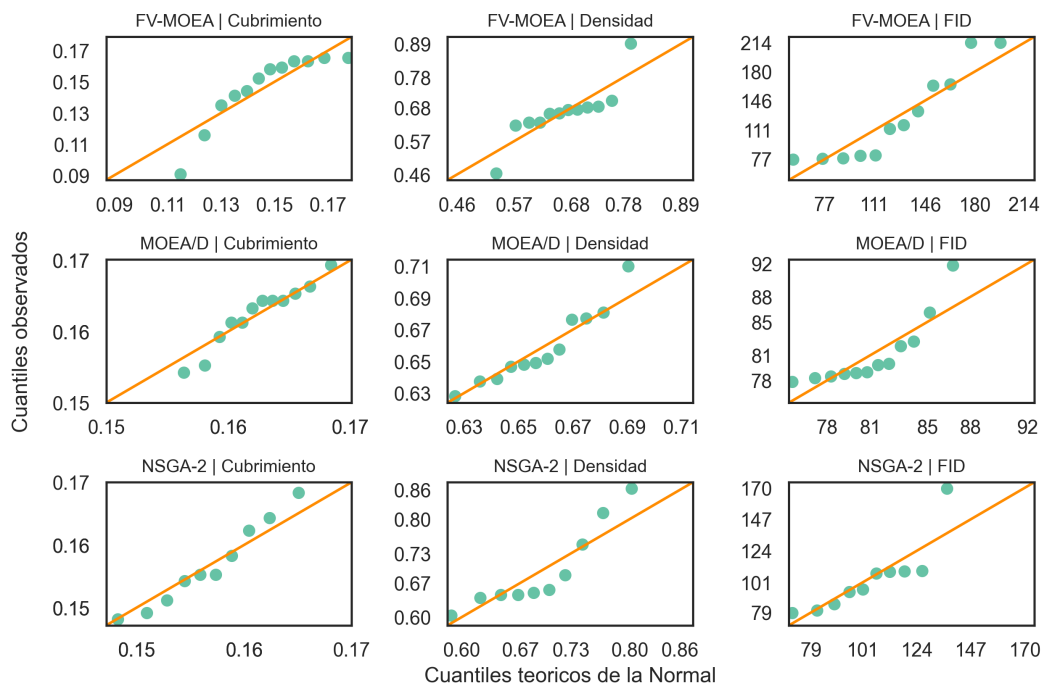 FV-MOEA | Cubrimiento
FV-MOEA | Densidad
FV-MOEA | FID
0.17
0.15
0.13
0.11
0.09
0.09 0.11 0.13 0.15 0.17
0.89
0.78
0.68
0.57
0.46
0.46 0.57 0.68 0.78 0.89
214
180
146
111
77
77 111 146 180 214
Cuantiles observados
MOEA/D | Cubrimiento
MOEA/D | Densidad
MOEA/D | FID
0.17
0.16
0.15
0.15 0.16 0.17
0.71
0.69
0.67
0.65
0.63
0.63 0.65 0.67 0.69 0.71
92
88
85
81
78
78 81 85 88 92
NSGA-2 | Cubrimiento
NSGA-2 | Densidad
NSGA-2 | FID
0.17
0.16
0.15
0.15 0.16 0.17
0.86
0.80
0.73
0.67
0.60
0.60 0.67 0.73 0.80 0.86
170
147
124
101
79
79 101 124 147 170
Cuantiles teoricos de la Normal